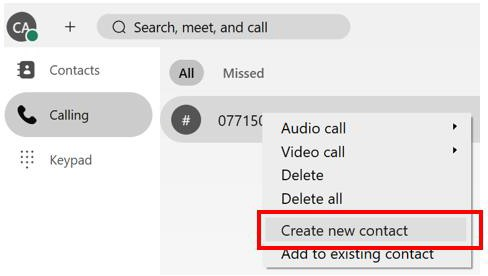 CA + Search, meet, and call
Contacts
Calling
Keypad
All Missed
# 07715
Audio call
Video call
Delete
Delete all
Create new contact
Add to existing contact